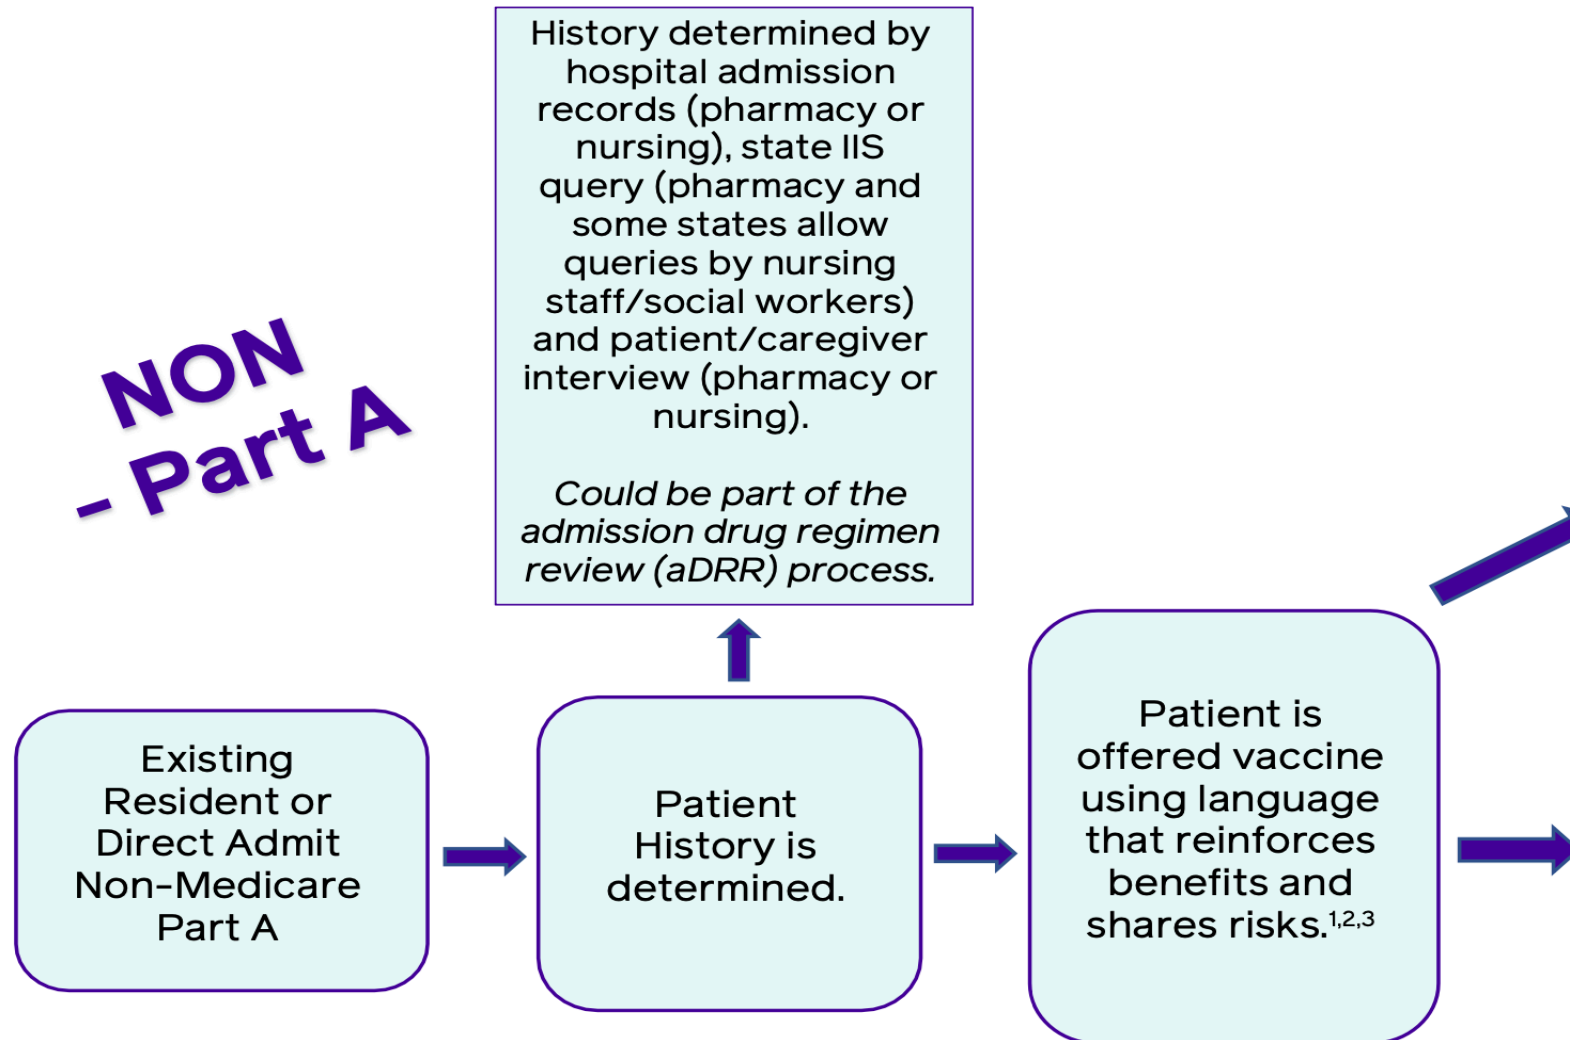 History determined by
hospital admission
records (pharmacy or
nursing), state IIS
query (pharmacy and
some states allow
queries by nursing
staff/social workers)
and patient/caregiver
interview (pharmacy or
nursing).
Could be part of the
admission drug regimen
review (aDRR) process.
NON
- Part A
Existing
Resident or
Direct Admit
Non-Medicare
Part A
Patient
History is
determined.
Patient is
offered vaccine
using language
that reinforces
benefits and
shares risks.1,2,3